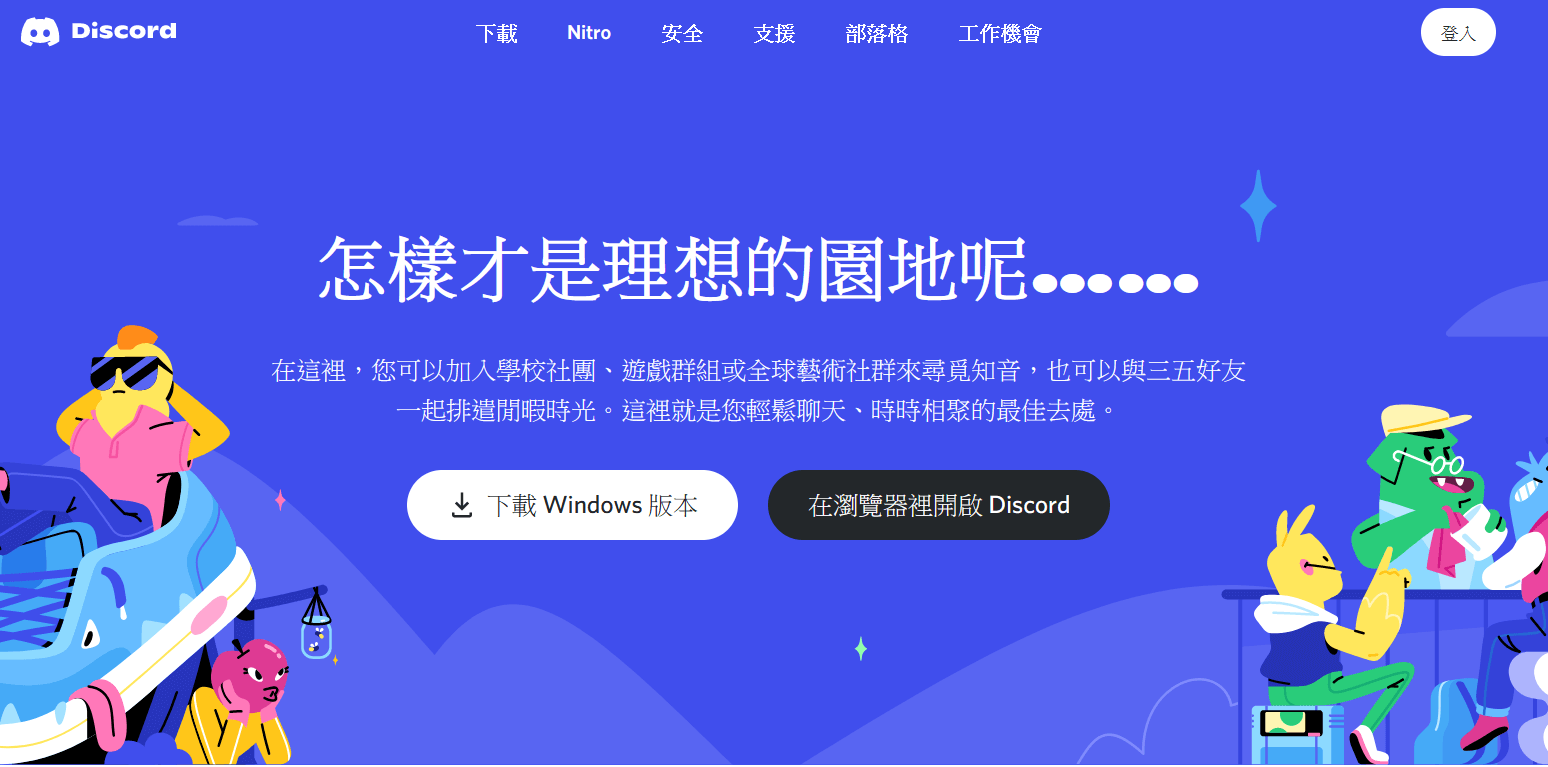 Discord
下載
Nitro
安全
支援
部落格
工作機會
登入
怎樣才是理想的園地呢……
在這裡，您可以加入學校社團、遊戲群組或全球藝術社群來尋覓知音，也可以與三五好友
一起排遣閒暇時光。這裡就是您輕鬆聊天、時時相聚的最佳去處。
下載 Windows 版本
在瀏覽器裡開啟 Discord